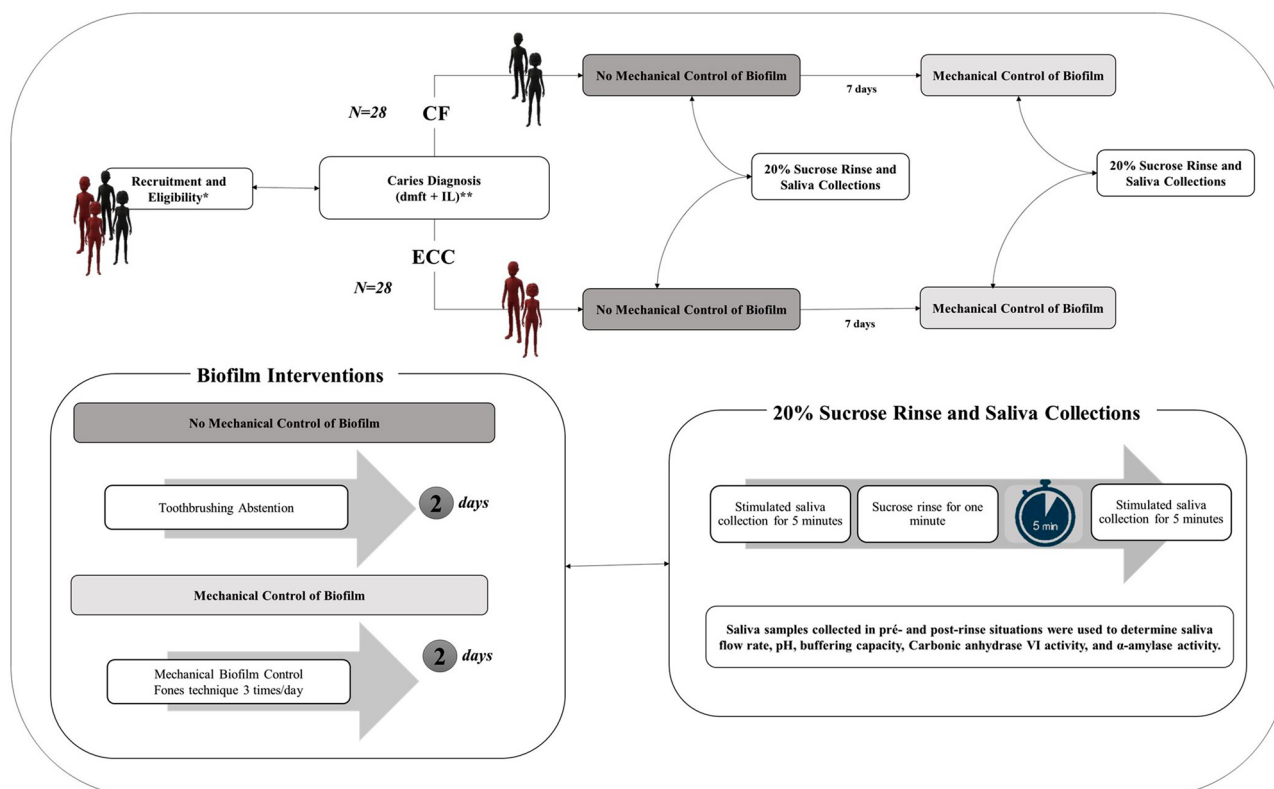 No Mechanical Control of Biofilm
7 days
Mechanical Control of Biofilm
N=28
CF
Recruitment and
Eligibility*
Caries Diagnosis
(dmft + IL)**
20% Sucrose Rinse and
Saliva Collections
20% Sucrose Rinse and
Saliva Collections
ECC
N=28
No Mechanical Control of Biofilm
7 days
Mechanical Control of Biofilm
Biofilm Interventions
No Mechanical Control of Biofilm
Toothbrushing Abstention
2 days
Mechanical Control of Biofilm
Mechanical Biofilm Control
Fones technique 3 times/day
2 days
20% Sucrose Rinse and Saliva Collections
Stimulated saliva
collection for 5 minutes
Sucrose rinse for one
minute
5 min
Stimulated saliva
collection for 5 minutes
Saliva samples collected in pré- and post-rinse situations were used to determine saliva
flow rate, pH, buffering capacity, Carbonic anhydrase VI activity, and α-amylase activity.